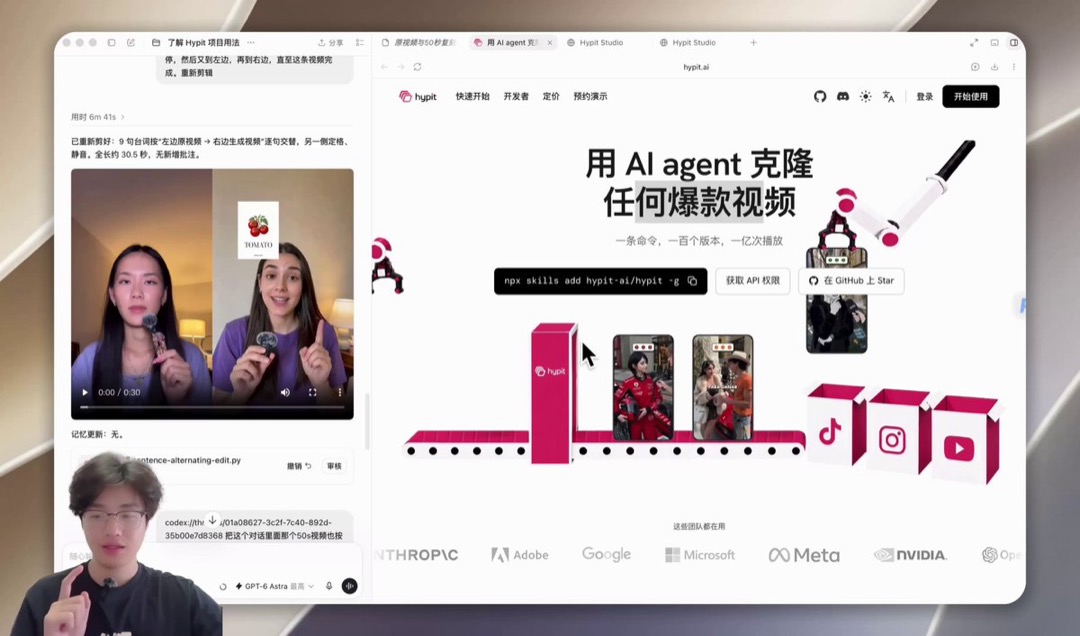 了解 Hypit 项目用法 ···
分享
停，然后又到左边，再到右边，直至这条视频完
成。重新剪辑
用时 6m 41s
已重新剪好：9 句台词按“左边原视频 → 右边生成视频”逐句交替，另一侧定格、
静音。全长约 30.5 秒，无新增批注。
TOMATO
0:00 / 0:30
记忆更新：无。
entence-alternating-edit.py
撤销
审核
codex://th
/01a08627-3c2f-7c40-892d-
35b00e7d8368 把这个对话里面那个50s视频也按
随心
GPT-6 Astra 最高
原视频与50秒复刻
用 AI agent 克
Hypit Studio
Hypit Studio
hypit.ai
hypit
快速开始
开发者
定价
预约演示
登录
开始使用
用 AI agent 克隆
任何爆款视频
一条命令，一百个版本，一亿次播放
npx skills add hypit-ai/hypit -g
获取 API 权限
在 GitHub 上 Star
hypit
这些团队都在用
NTHROP\C
Adobe
Google
Microsoft
Meta
NVIDIA.
Ope